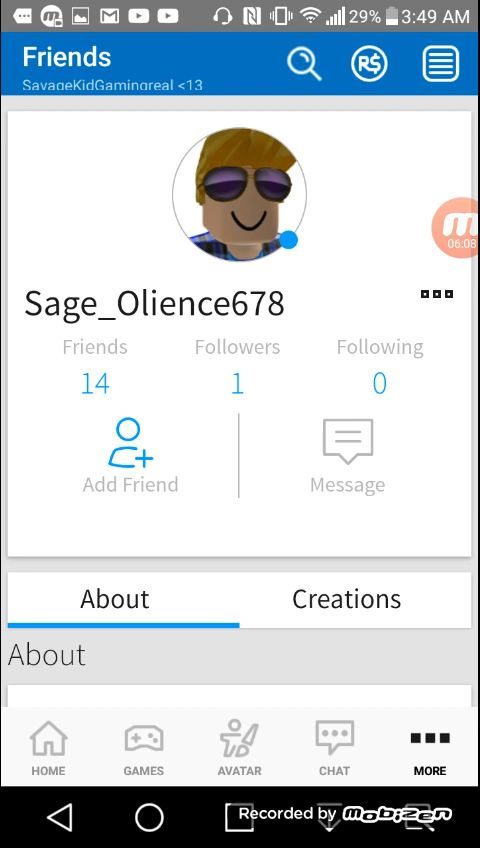 29% 3:49 AM
Friends
R$
SavageKidGamingreal <13
06:08
Sage_Olience678
Friends Followers Following
14 1 0
Add Friend Message
About Creations
About
HOME GAMES AVATAR CHAT MORE
Recorded by Mobizen